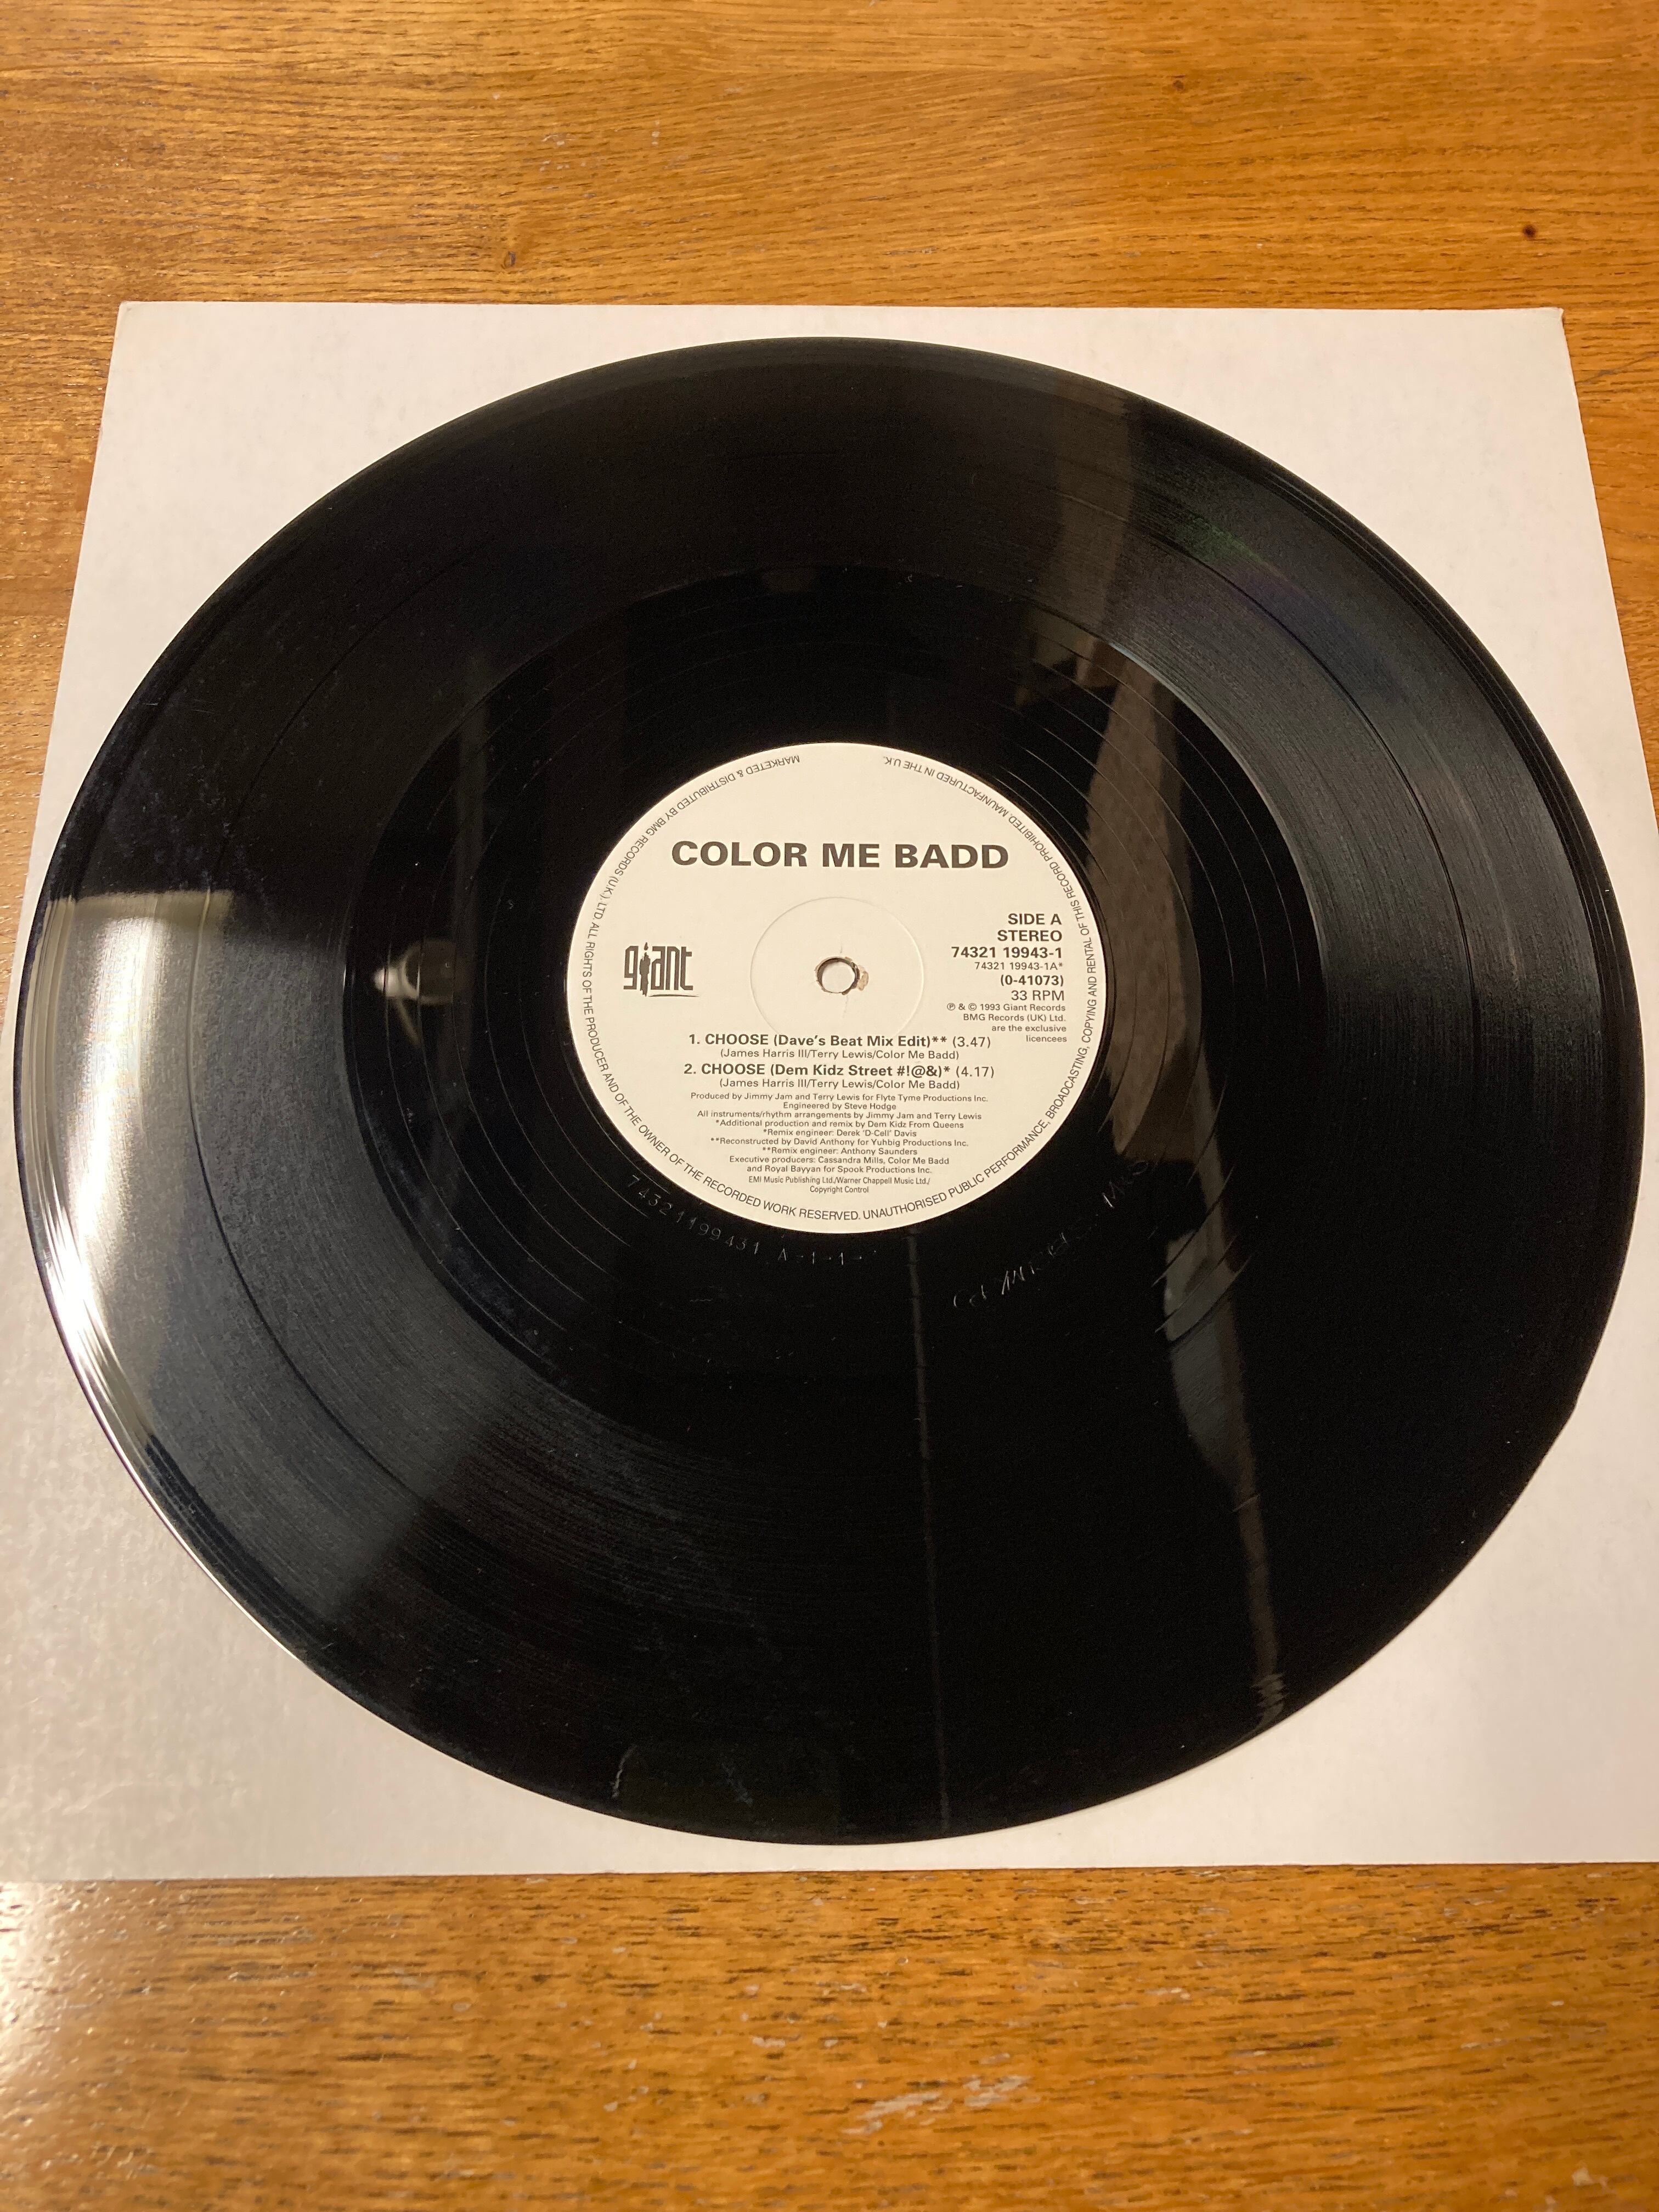 COLOR ME BADD
giant
SIDE A
STEREO
74321 19943-1
74321 19943-1A*
(0-41073)
33 RPM
℗ & © 1993 Giant Records
BMG Records (UK) Ltd.
are the exclusive
licencees
1. CHOOSE (Dave's Beat Mix Edit)** (3.47)
(James Harris III/Terry Lewis/Color Me Badd)
2. CHOOSE (Dem Kidz Street #!@&)* (4.17)
(James Harris III/Terry Lewis/Color Me Badd)
Produced by Jimmy Jam and Terry Lewis for Flyte Tyme Productions Inc.
Engineered by Steve Hodge
All instruments/rhythm arrangements by Jimmy Jam and Terry Lewis
*Additional production and remix by Dem Kidz From Queens
*Remix engineer: Derek 'D-Cell' Davis
**Reconstructed by David Anthony for Yuhbig Productions Inc.
**Remix engineer: Anthony Saunders
Executive producers: Cassandra Mills, Color Me Badd
and Royal Bayyan for Spook Productions Inc.
EMI Music Publishing Ltd./Warner Chappell Music Ltd./
Copyright Control
MARKETED & DISTRIBUTED BY BMG RECORDS (U.K.) LTD. ALL RIGHTS OF THE PRODUCER AND OF THE OWNER OF THE RECORDED WORK RESERVED. UNAUTHORISED PUBLIC PERFORMANCE, BROADCASTING, COPYING AND RENTAL OF THIS RECORD PROHIBITED. MAUNFACTURED IN THE U.K.
74321199431 A-1-1-